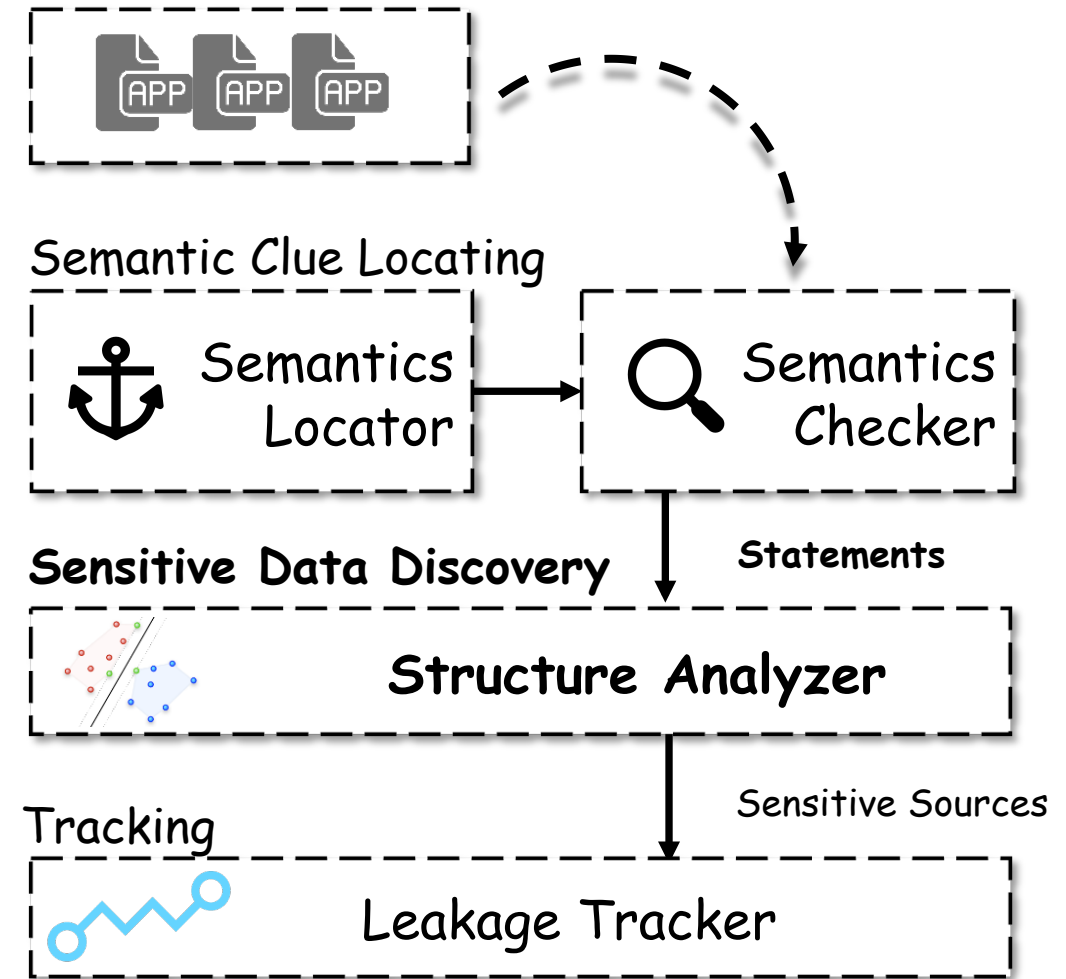 APP APP APP
Semantic Clue Locating
Semantics
Locator
Semantics
Checker
Statements
Sensitive Data Discovery
Structure Analyzer
Sensitive Sources
Tracking
Leakage Tracker